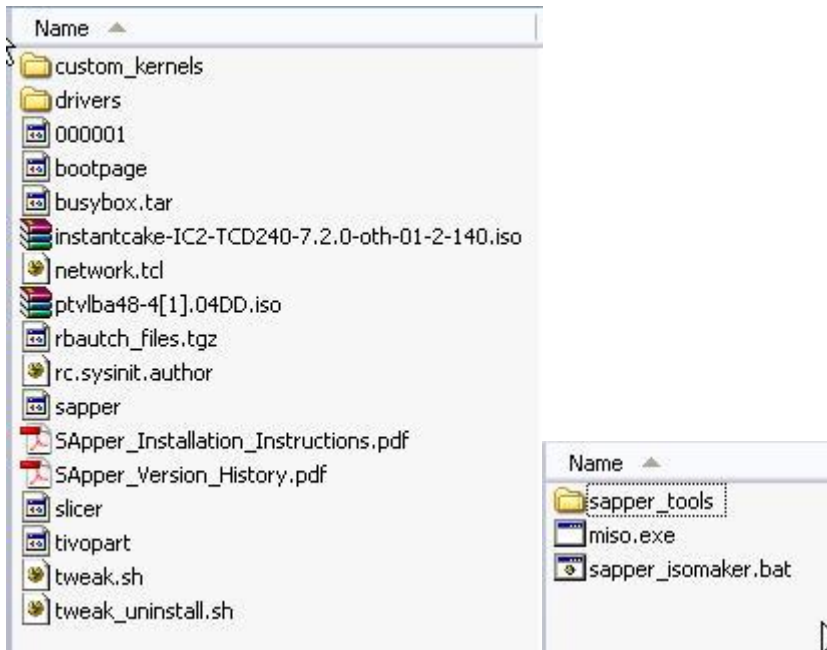 Name
custom_kernels
drivers
000001
bootpage
busybox.tar
instantcake-IC2-TCD240-7.2.0-oth-01-2-140.iso
network.tcl
ptvlba48-4[1].04DD.iso
rbautch_files.tgz
rc.sysinit.author
sapper
SApper_Installation_Instructions.pdf
SApper_Version_History.pdf
slicer
tivopart
tweak.sh
tweak_uninstall.sh
Name
sapper_tools
miso.exe
sapper_isomaker.bat